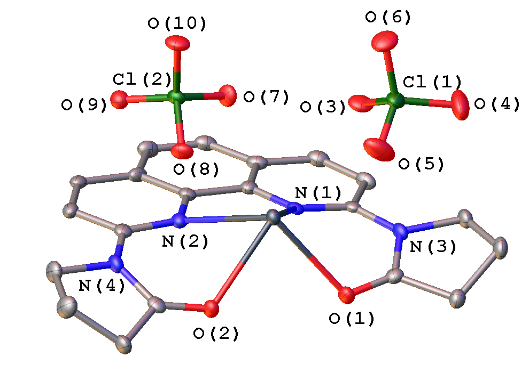 O(10)
O(6)
Cl(2)
Cl(1)
O(9)
O(7)
O(3)
O(4)
O(8)
O(5)
N(1)
N(2)
N(3)
N(4)
O(2)
O(1)